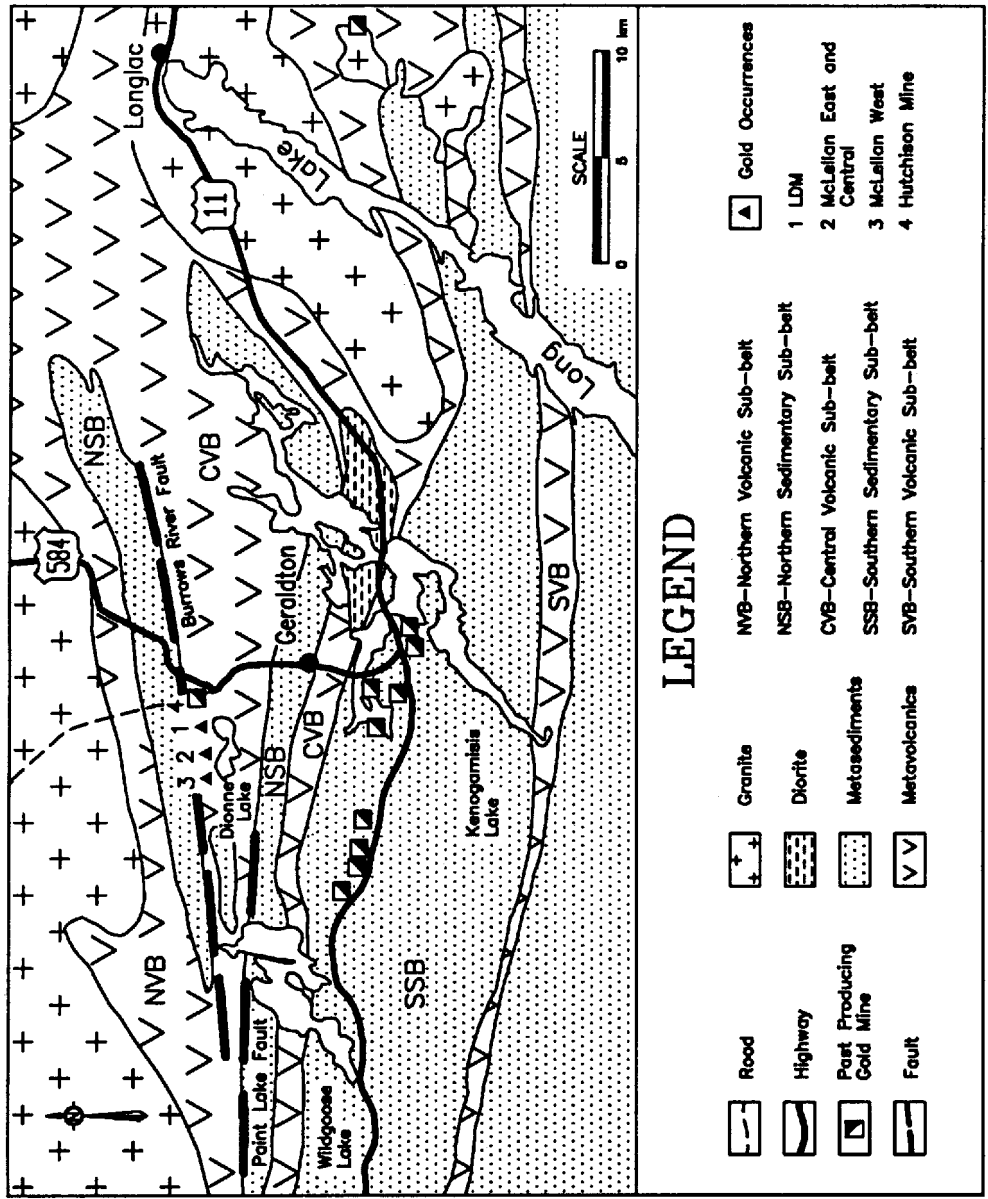 Longlac
11
Lake
Long
584
NSB
Burrows River Fault
CVB
Geraldton
NVB
3 2 1 4
Dionne
Lake
NSB
CVB
Paint Lake Fault
Wildgoose
Lake
SSB
Kenogamisis
Lake
SVB
N
SCALE
0 5 10 km
LEGEND
Road
Highway
Past Producing
Gold Mine
Fault
Granite
Diorite
Metasediments
Metavolcanics
NVB-Northern Volcanic Sub-belt
NSB-Northern Sedimentary Sub-belt
CVB-Central Volcanic Sub-belt
SSB-Southern Sedimentary Sub-belt
SVB-Southern Volcanic Sub-belt
Gold Occurrences
1 LDM
2 McLellan East and
Central
3 McLellan West
4 Hutchison Mine